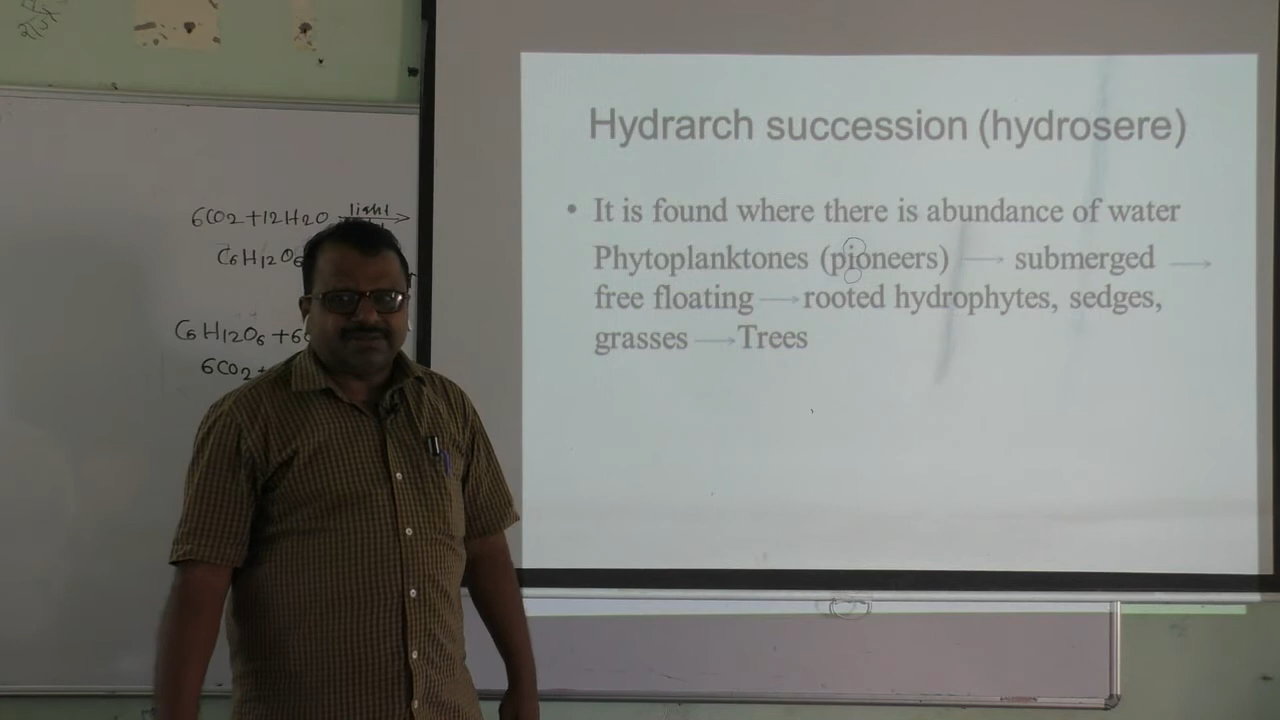 6CO2+12H2O light
C6H12O6
C6H12O6+6
6CO2+
Hydrarch succession (hydrosere)
• It is found where there is abundance of water
Phytoplanktones (pioneers) → submerged →
free floating → rooted hydrophytes, sedges,
grasses → Trees